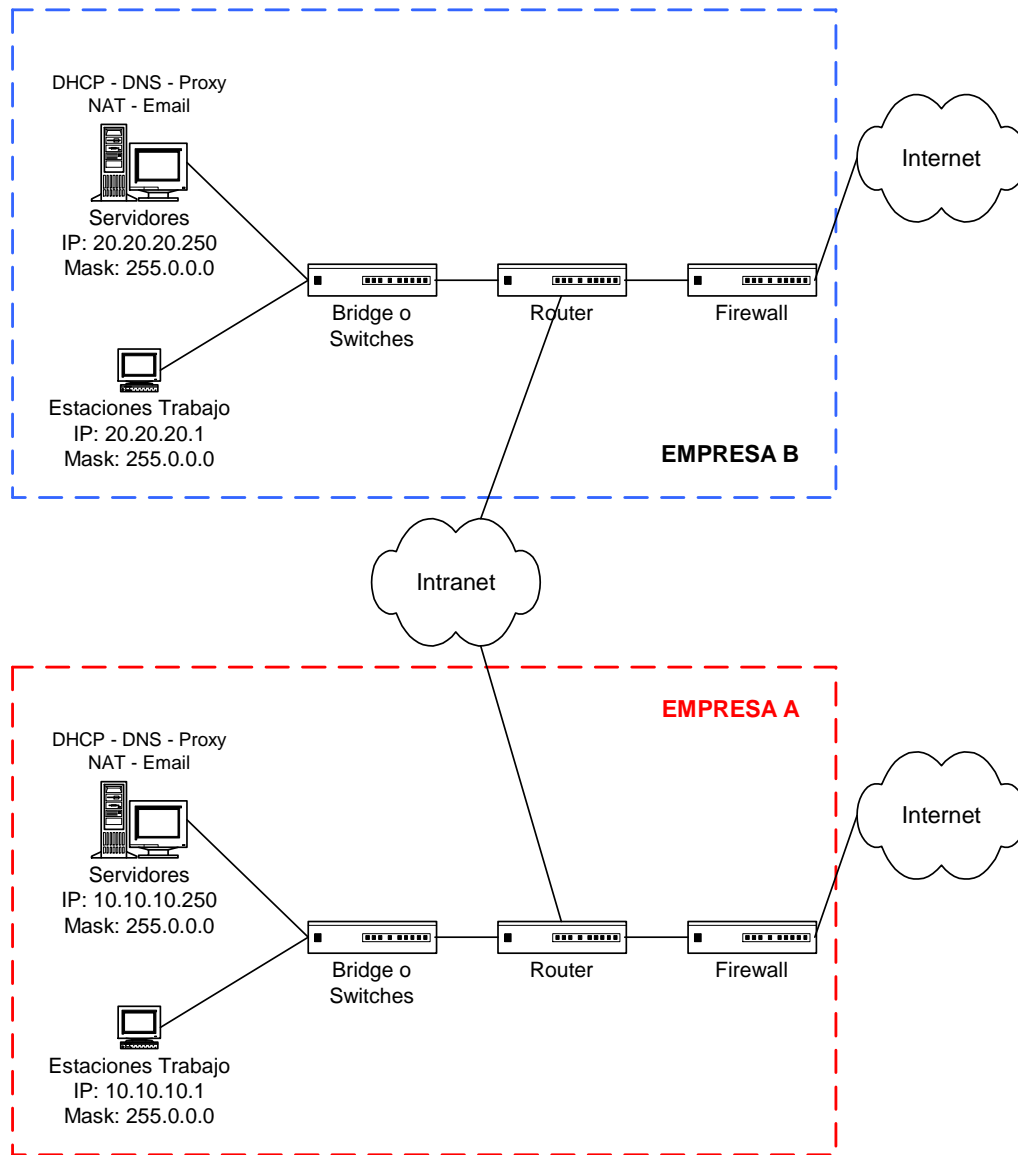 DHCP - DNS - Proxy
NAT - Email
Servidores
IP: 20.20.20.250
Mask: 255.0.0.0
Internet
Bridge o
Switches
Router
Firewall
Estaciones Trabajo
IP: 20.20.20.1
Mask: 255.0.0.0
EMPRESA B
Intranet
EMPRESA A
DHCP - DNS - Proxy
NAT - Email
Servidores
IP: 10.10.10.250
Mask: 255.0.0.0
Internet
Bridge o
Switches
Router
Firewall
Estaciones Trabajo
IP: 10.10.10.1
Mask: 255.0.0.0